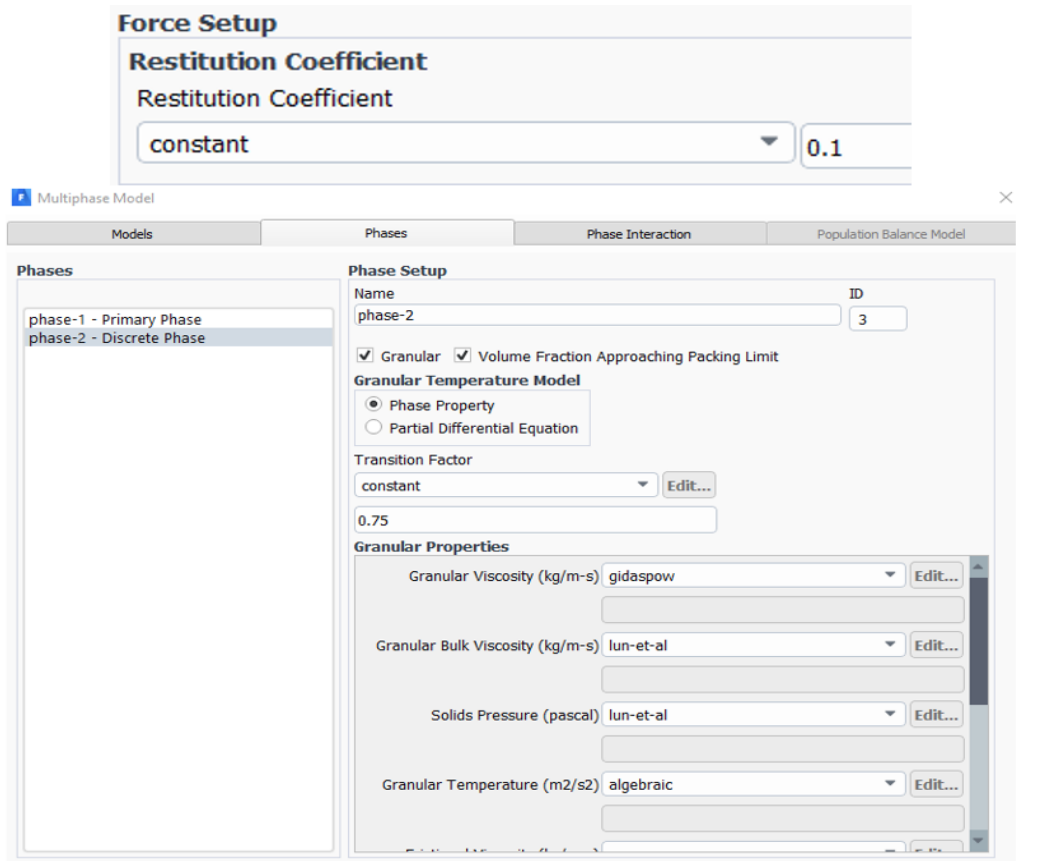 Force Setup
Restitution Coefficient
Restitution Coefficient
constant 0.1
F Multiphase Model
Models Phases Phase Interaction Population Balance Model
Phases
phase-1 - Primary Phase
phase-2 - Discrete Phase
Phase Setup
Name ID
phase-2 3
Granular Volume Fraction Approaching Packing Limit
Granular Temperature Model
Phase Property
Partial Differential Equation
Transition Factor
constant Edit...
0.75
Granular Properties
Granular Viscosity (kg/m-s) gidaspow Edit...
Granular Bulk Viscosity (kg/m-s) lun-et-al Edit...
Solids Pressure (pascal) lun-et-al Edit...
Granular Temperature (m2/s2) algebraic Edit...